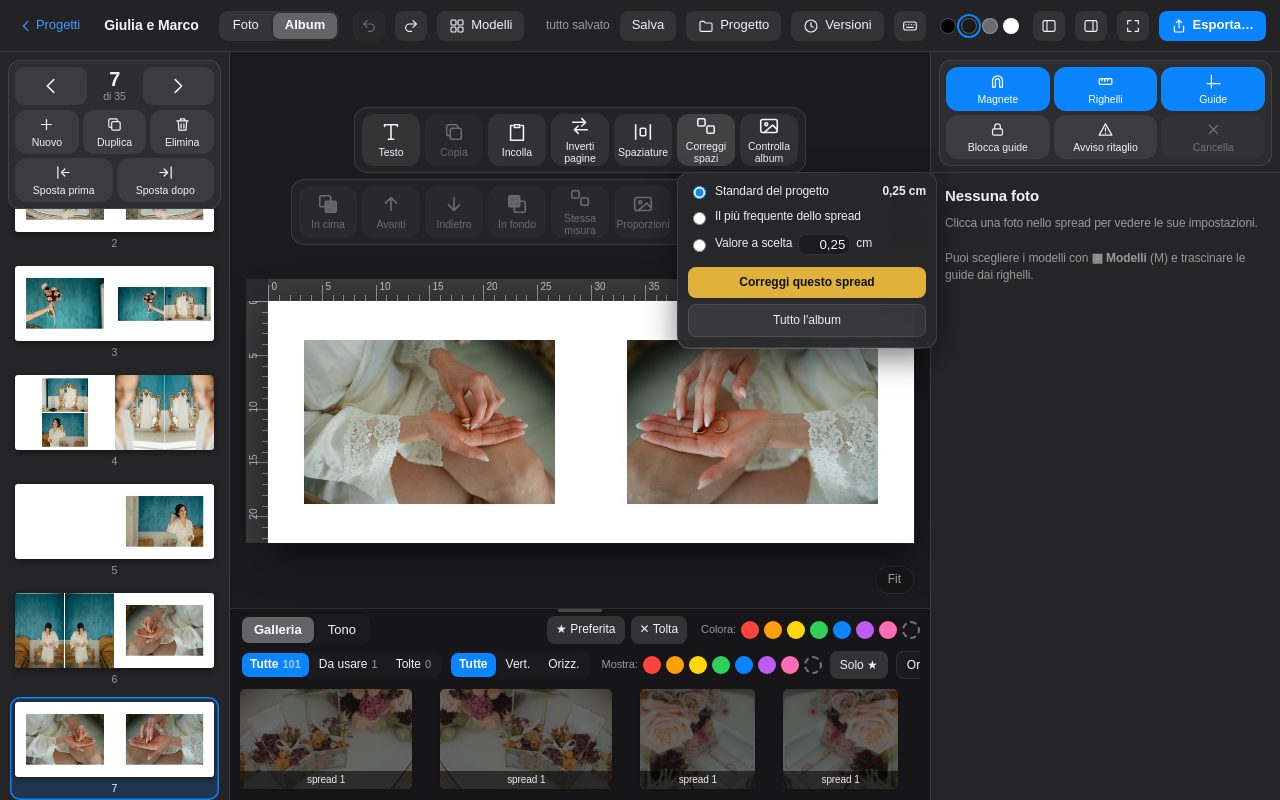 Progetti
Giulia e Marco
Foto
Album
Modelli
tutto salvato
Salva
Progetto
Versioni
Esporta…
7
di 35
Nuovo
Duplica
Elimina
Sposta prima
Sposta dopo
2
3
4
5
6
7
Testo
Copia
Incolla
Inverti
pagine
Spaziature
Correggi
spazi
Controlla
album
In cima
Avanti
Indietro
In fondo
Stessa
misura
Proporzioni
Standard del progetto 0,25 cm
Il più frequente dello spread
Valore a scelta 0,25 cm
Correggi questo spread
Tutto l'album
0 5 10 15 20 25 30 35
0
5
10
15
20
Fit
Magnete
Righelli
Guide
Blocca guide
Avviso ritaglio
Cancella
Nessuna foto
Clicca una foto nello spread per vedere le sue impostazioni.
Puoi scegliere i modelli con ▦ Modelli (M) e trascinare le
guide dai righelli.
Galleria
Tono
★ Preferita
✕ Tolta
Colora:
Tutte 101
Da usare 1
Tolte 0
Tutte
Vert.
Orizz.
Mostra:
Solo ★
spread 1
spread 1
spread 1
spread 1